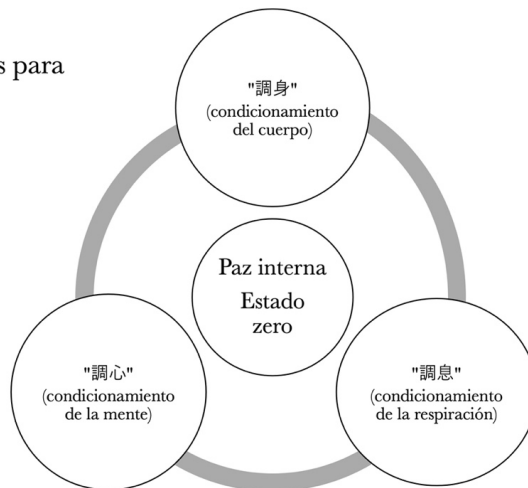 s para
"調身"
(condicionamiento
del cuerpo)
Paz interna
Estado
zero
"調心"
(condicionamiento
de la mente)
"調息"
(condicionamiento
de la respiración)